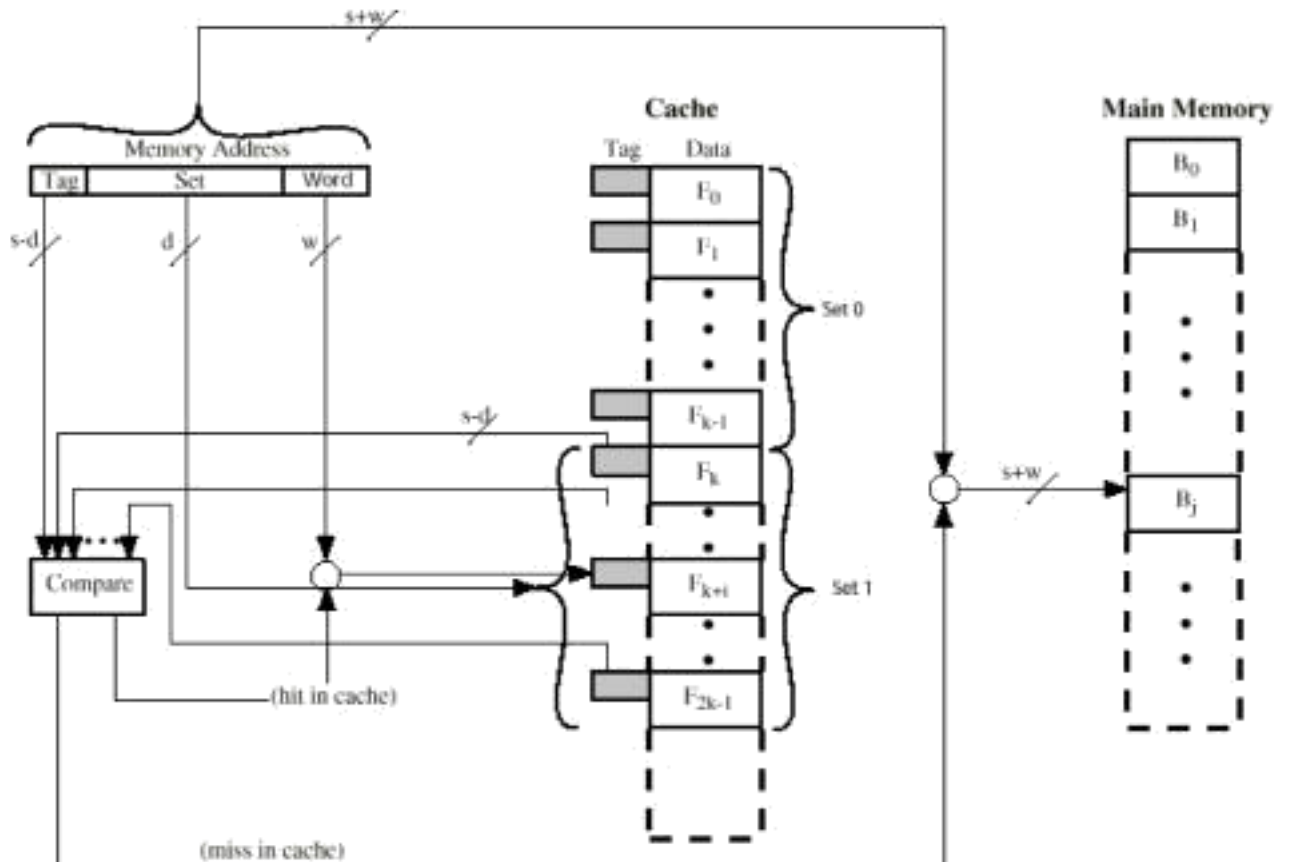 s+w
Cache
Main Memory
Memory Address
Tag Data
Tag Set Word
F0
B0
s-d d w
F1
B1
Set 0
s-d
Fk-1
Fk
s+w
Bj
Compare
Fk+i
Set 1
(hit in cache)
F2k-1
(miss in cache)